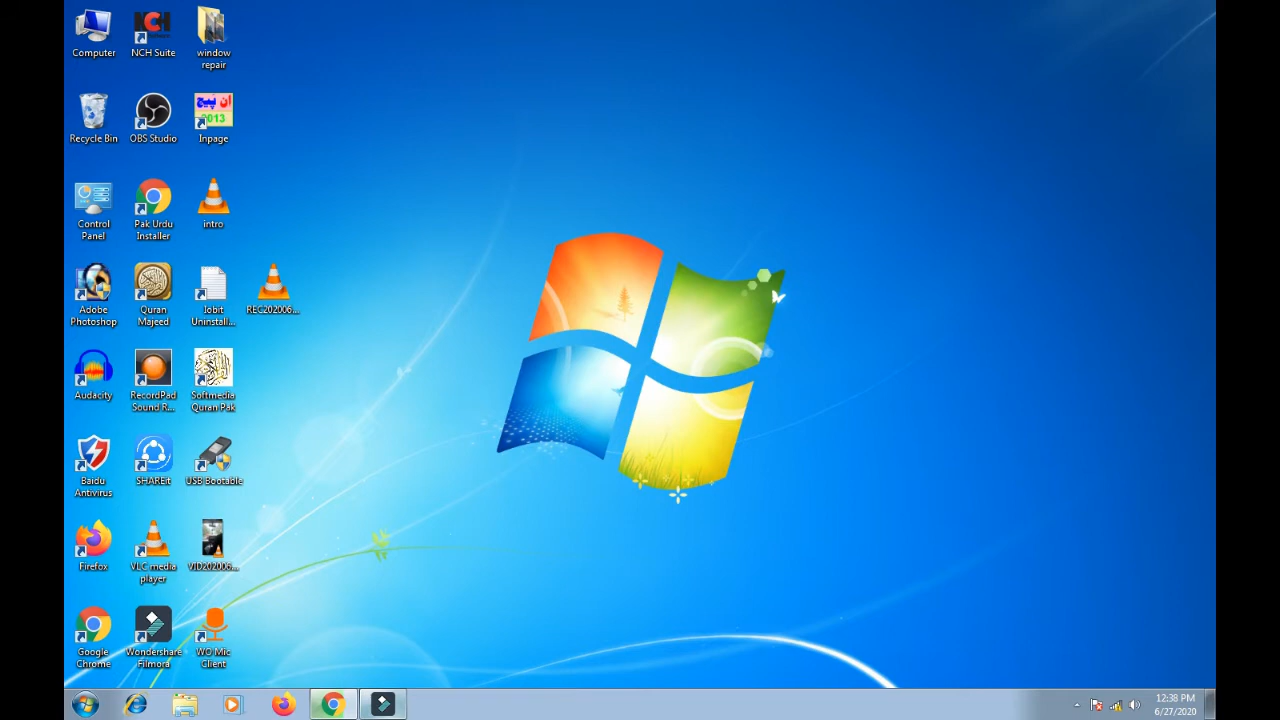 Computer
NCH Suite
window
repair
Recycle Bin
OBS Studio
ان پیج
2013
Inpage
Control
Panel
Pak Urdu
Installer
intro
Adobe
Photoshop
Quran
Majeed
Iobit
Uninstall...
REC202006...
Audacity
RecordPad
Sound R...
Softmedia
Quran Pak
Baidu
Antivirus
SHAREit
USB Bootable
Firefox
VLC media
player
VID202006...
Google
Chrome
Wondershare
Filmora
WO Mic
Client
12:38 PM
6/27/2020